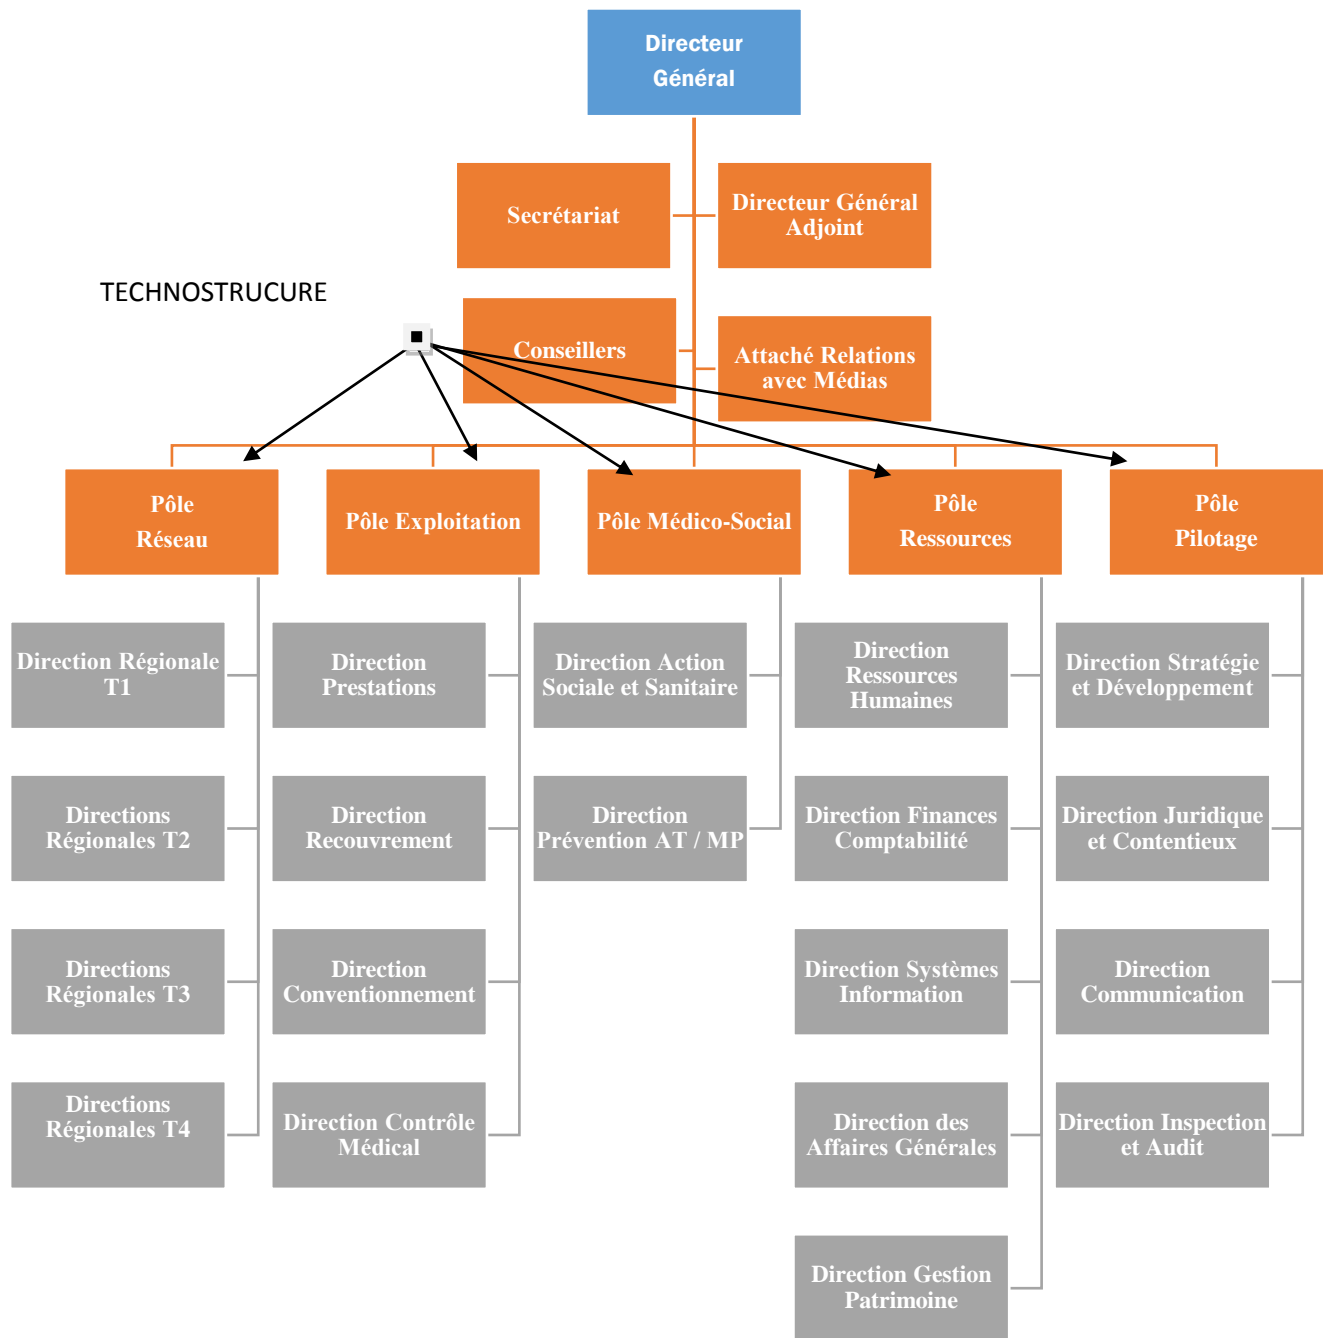 Directeur
Général
Secrétariat
Directeur Général
Adjoint
TECHNOSTRUCURE
Conseillers
Attaché Relations
avec Médias
Pôle
Réseau
Pôle Exploitation
Pôle Médico-Social
Pôle
Ressources
Pôle
Pilotage
Direction Régionale
T1
Direction
Prestations
Direction Action
Sociale et Sanitaire
Direction
Ressources
Humaines
Direction Stratégie
et Développement
Directions
Régionales T2
Direction
Recouvrement
Direction
Prévention AT / MP
Direction Finances
Comptabilité
Direction Juridique
et Contentieux
Directions
Régionales T3
Direction
Conventionnement
Direction Systèmes
Information
Direction
Communication
Directions
Régionales T4
Direction Contrôle
Médical
Direction des
Affaires Générales
Direction Inspection
et Audit
Direction Gestion
Patrimoine